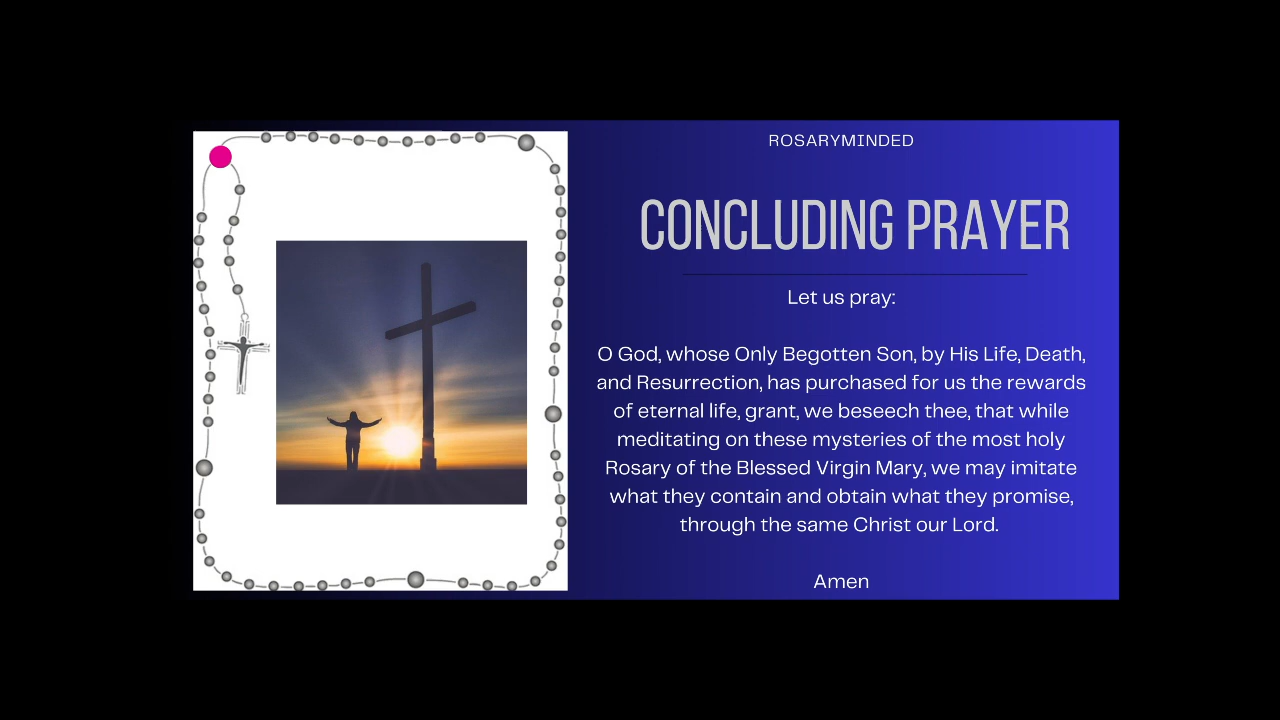 ROSARYMINDED
CONCLUDING PRAYER
Let us pray:
O God, whose Only Begotten Son, by His Life, Death,
and Resurrection, has purchased for us the rewards
of eternal life, grant, we beseech thee, that while
meditating on these mysteries of the most holy
Rosary of the Blessed Virgin Mary, we may imitate
what they contain and obtain what they promise,
through the same Christ our Lord.
Amen